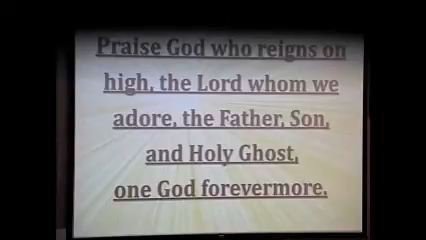 Praise God who reigns on
high, the Lord whom we
adore, the Father, Son,
and Holy Ghost,
one God forevermore.